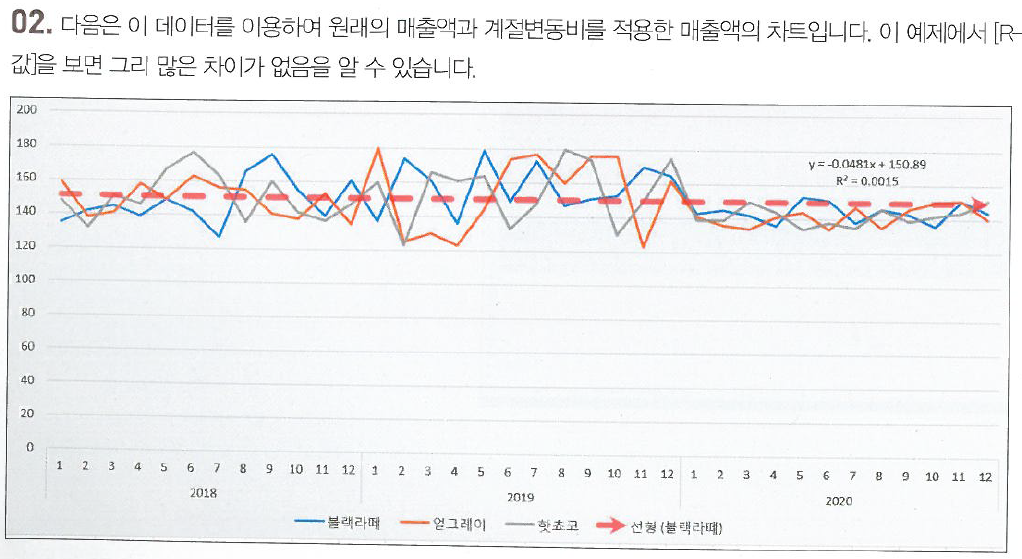 02. 다음은 이 데이터를 이용하여 원래의 매출액과 계절변동비를 적용한 매출액의 차트입니다. 이 예제에서 [R-
값]을 보면 그리 많은 차이가 없음을 알 수 있습니다.
200
180
160
140
120
100
80
60
40
20
0
y = -0.0481x + 150.89
R² = 0.0015
1 2 3 4 5 6 7 8 9 10 11 12 1 2 3 4 5 6 7 8 9 10 11 12 1 2 3 4 5 6 7 8 9 10 11 12
2018 2019 2020
블랙라떼 얼그레이 핫쵸코 선형 (블랙라떼)